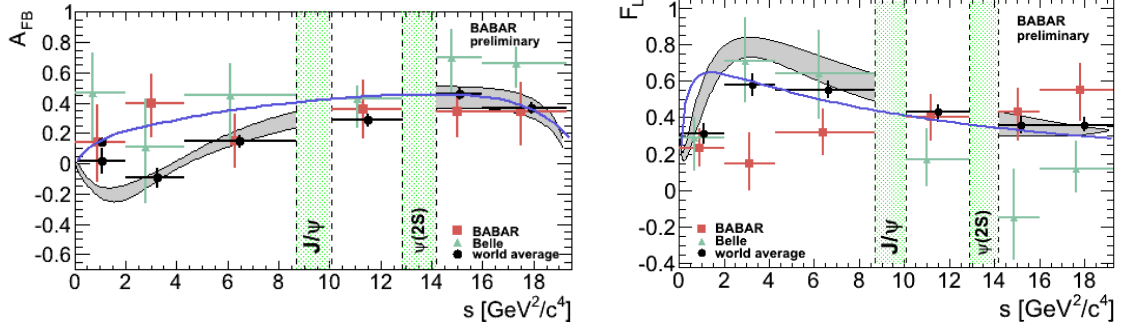 A_FB
BABAR
preliminary
0.8
0.6
0.4
0.2
0
-0.2
-0.4
-0.6
J/ψ
ψ(2S)
BABAR
Belle
world average
0 2 4 6 8 10 12 14 16 18
s [GeV²/c⁴]
F_L
BABAR
preliminary
1
0.8
0.6
0.4
0.2
0
-0.2
-0.4
J/ψ
ψ(2S)
BABAR
Belle
world average
0 2 4 6 8 10 12 14 16 18
s [GeV²/c⁴]